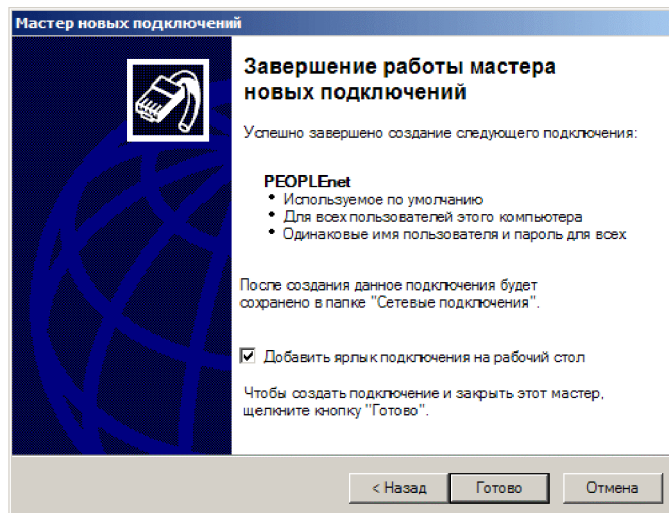 Мастер новых подключений
Завершение работы мастера
новых подключений
Успешно завершено создание следующего подключения:
PEOPLEnet
• Используемое по умолчанию
• Для всех пользователей этого компьютера
• Одинаковые имя пользователя и пароль для всех
После создания данное подключения будет
сохранено в папке "Сетевые подключения".
Добавить ярлык подключения на рабочий стол
Чтобы создать подключение и закрыть этот мастер,
щелкните кнопку "Готово".
< Назад Готово Отмена